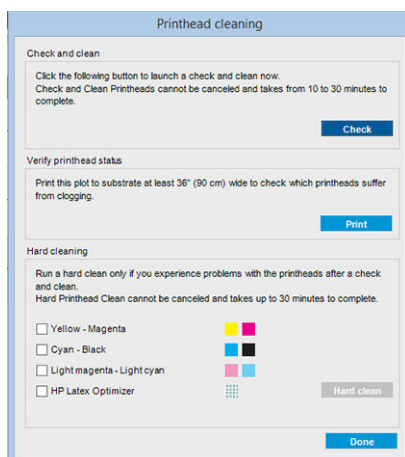 Printhead cleaning
Check and clean
Click the following button to launch a check and clean now.
Check and Clean Printheads cannot be canceled and takes from 10 to 30 minutes to
complete.
Check
Verify printhead status
Print this plot to substrate at least 36" (90 cm) wide to check which printheads suffer
from clogging.
Print
Hard cleaning
Run a hard clean only if you experience problems with the printheads after a check
and clean.
Hard Printhead Clean cannot be canceled and takes up to 30 minutes to complete.
Yellow - Magenta
Cyan - Black
Light magenta - Light cyan
HP Latex Optimizer
Hard clean
Done